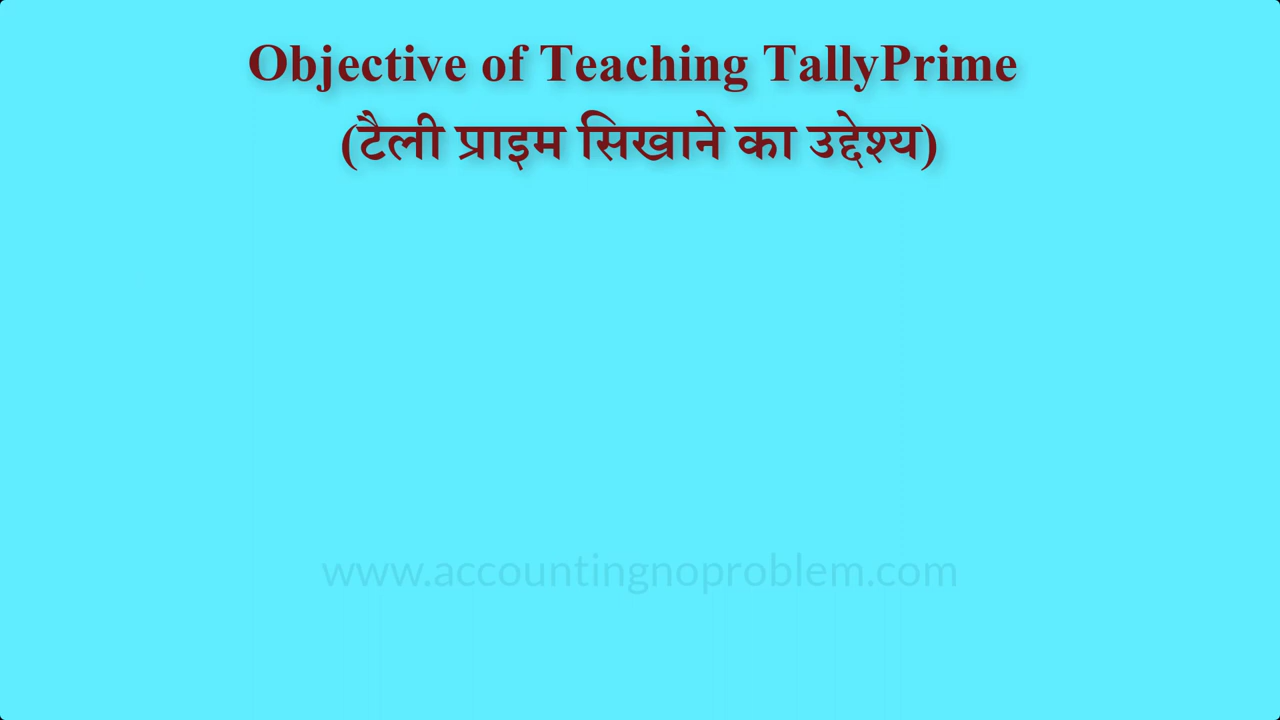 Objective of Teaching TallyPrime
(टैली प्राइम सिखाने का उद्देश्य)
www.accountingnoproblem.com